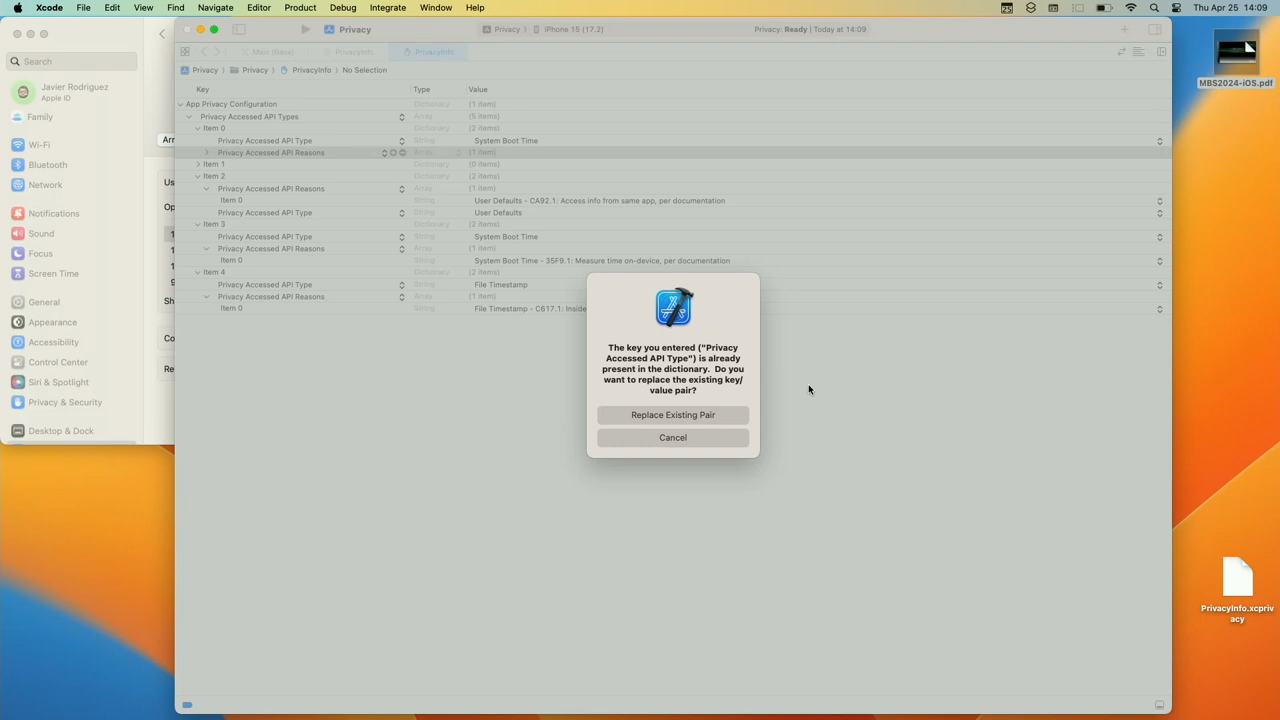 Xcode File Edit View Find Navigate Editor Product Debug Integrate Window Help Thu Apr 25 14:09
Privacy
Privacy iPhone 15 (17.2)
Privacy: Ready | Today at 14:09
Main (Base) PrivacyInfo PrivacyInfo
Privacy Privacy PrivacyInfo No Selection
Key Type Value
App Privacy Configuration Dictionary (1 item)
Privacy Accessed API Types Array (5 items)
Item 0 Dictionary (2 items)
Privacy Accessed API Type String System Boot Time
Privacy Accessed API Reasons Array (1 item)
Item 1 Dictionary (0 items)
Item 2 Dictionary (2 items)
Privacy Accessed API Reasons Array (1 item)
Item 0 String User Defaults - CA92.1: Access info from same app, per documentation
Privacy Accessed API Type String User Defaults
Item 3 Dictionary (2 items)
Privacy Accessed API Type String System Boot Time
Privacy Accessed API Reasons Array (1 item)
Item 0 String System Boot Time - 35F9.1: Measure time on-device, per documentation
Item 4 Dictionary (2 items)
Privacy Accessed API Type String File Timestamp
Privacy Accessed API Reasons Array (1 item)
Item 0 String File Timestamp - C617.1: Inside
The key you entered ("Privacy
Accessed API Type") is already
present in the dictionary. Do you
want to replace the existing key/
value pair?
Replace Existing Pair
Cancel
Search
Javier Rodriguez
Apple ID
Family
Wi-Fi
Bluetooth
Network
Notifications
Sound
Focus
Screen Time
General
Appearance
Accessibility
Control Center
Siri & Spotlight
Privacy & Security
Desktop & Dock
Arr
Us
Op
Sh
Co
Re
MBS2024-iOS.pdf
PrivacyInfo.xcpriv
acy